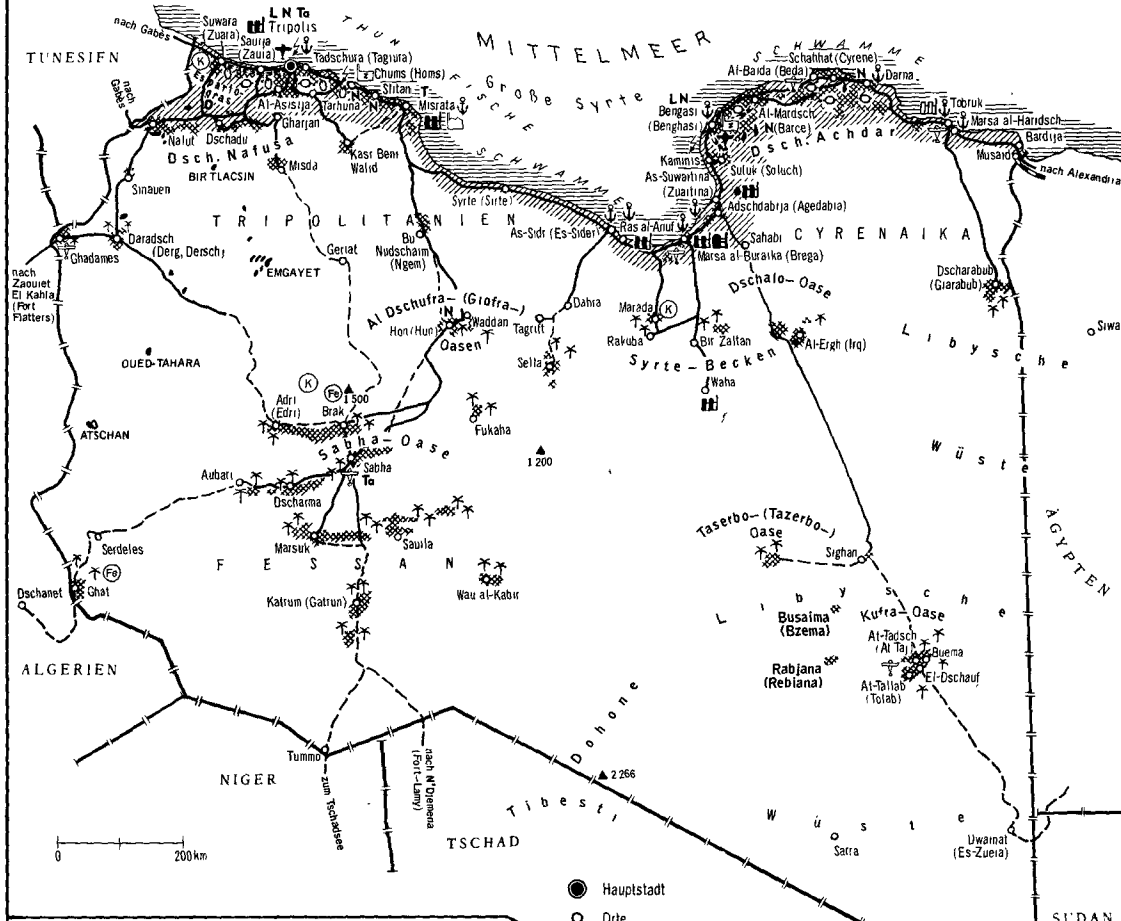 L N Ta
nach Gabès
Suwara
(Zuara)
Tripolis
THUN
FISCHE
MITTELMEER
SCHWÄMME
TUNESIEN
Saurija
(Zauia)
Tadschura (Tagiura)
Schahhat (Cyrene)
Al-Baida (Beda)
N
Darna
K
Chums (Homs)
Große Syrte
Esparto-
gras
Slitan
T
LN
Tobruk
nach
Gabès
Al-Asisija
Tarhuna
N
Misrata
Bengasi
(Benghasi)
Al-Mardsch
(Barce)
Marsa al-Haridsch
Gharjan
Dsch. Achdar
Bardija
Nalut
Dschadu
Dsch. Nafusa
Kasr Beni
Walid
SCHWÄMME
Kaminis
Musaid
BIR TLACSIN
Misda
As-Suwaitina
(Zuaitina)
Suluk (Soluch)
nach Alexandria
Sinauen
Syrte (Sirte)
Adschdabija (Agedabia)
TRIPOLITANIEN
As-Sidr (Es-Sider)
Ras al-Anuf
CYRENAIKA
Daradsch
(Derg, Dersch)
Bu
Nudschaim
(Ngem)
Sahabi
Ghadames
Geriat
Marsa al-Buraika (Brega)
nach
Zaouiet
El Kahla
(Fort
Flatters)
EMGAYET
Dscharabub
(Giarabub)
Dschalo-Oase
Al Dschufra-(Giofra-)
Oasen
Dahra
Marada
K
N
Waddan
Tagrift
Hon (Hun)
Rakuba
Bir Zaltan
Al-Ergh (Irq)
Siwa
OUED-TAHARA
Sella
Syrte-Becken
Libysche
Wüste
Waha
K
Fe
1 500
Adri
(Edri)
Brak
Fukaha
ATSCHAN
Sabha-Oase
1 200
Aubari
Sabha
Ta
Dscharma
ÄGYPTEN
Taserbo-(Tazerbo-)
Oase
Serdeles
Marsuk
Sauila
Sighan
FESSAN
Fe
Dschanet
Ghat
Wau al-Kabir
Libysche
Katrum (Gatrun)
Busaima
(Bzema)
Kufra-Oase
At-Tadsch
(At Taj)
Buema
ALGERIEN
Rabjana
(Rebiana)
El-Dschauf
At-Tallab
(Tolab)
Dohone
Tummo
nach N'Djemena
(Fort-Lamy)
NIGER
zum Tschadsee
2 266
Tibesti
Wüste
TSCHAD
Sarra
Uwainat
(Es-Zueia)
0
200 km
Hauptstadt
Orte
SUDAN